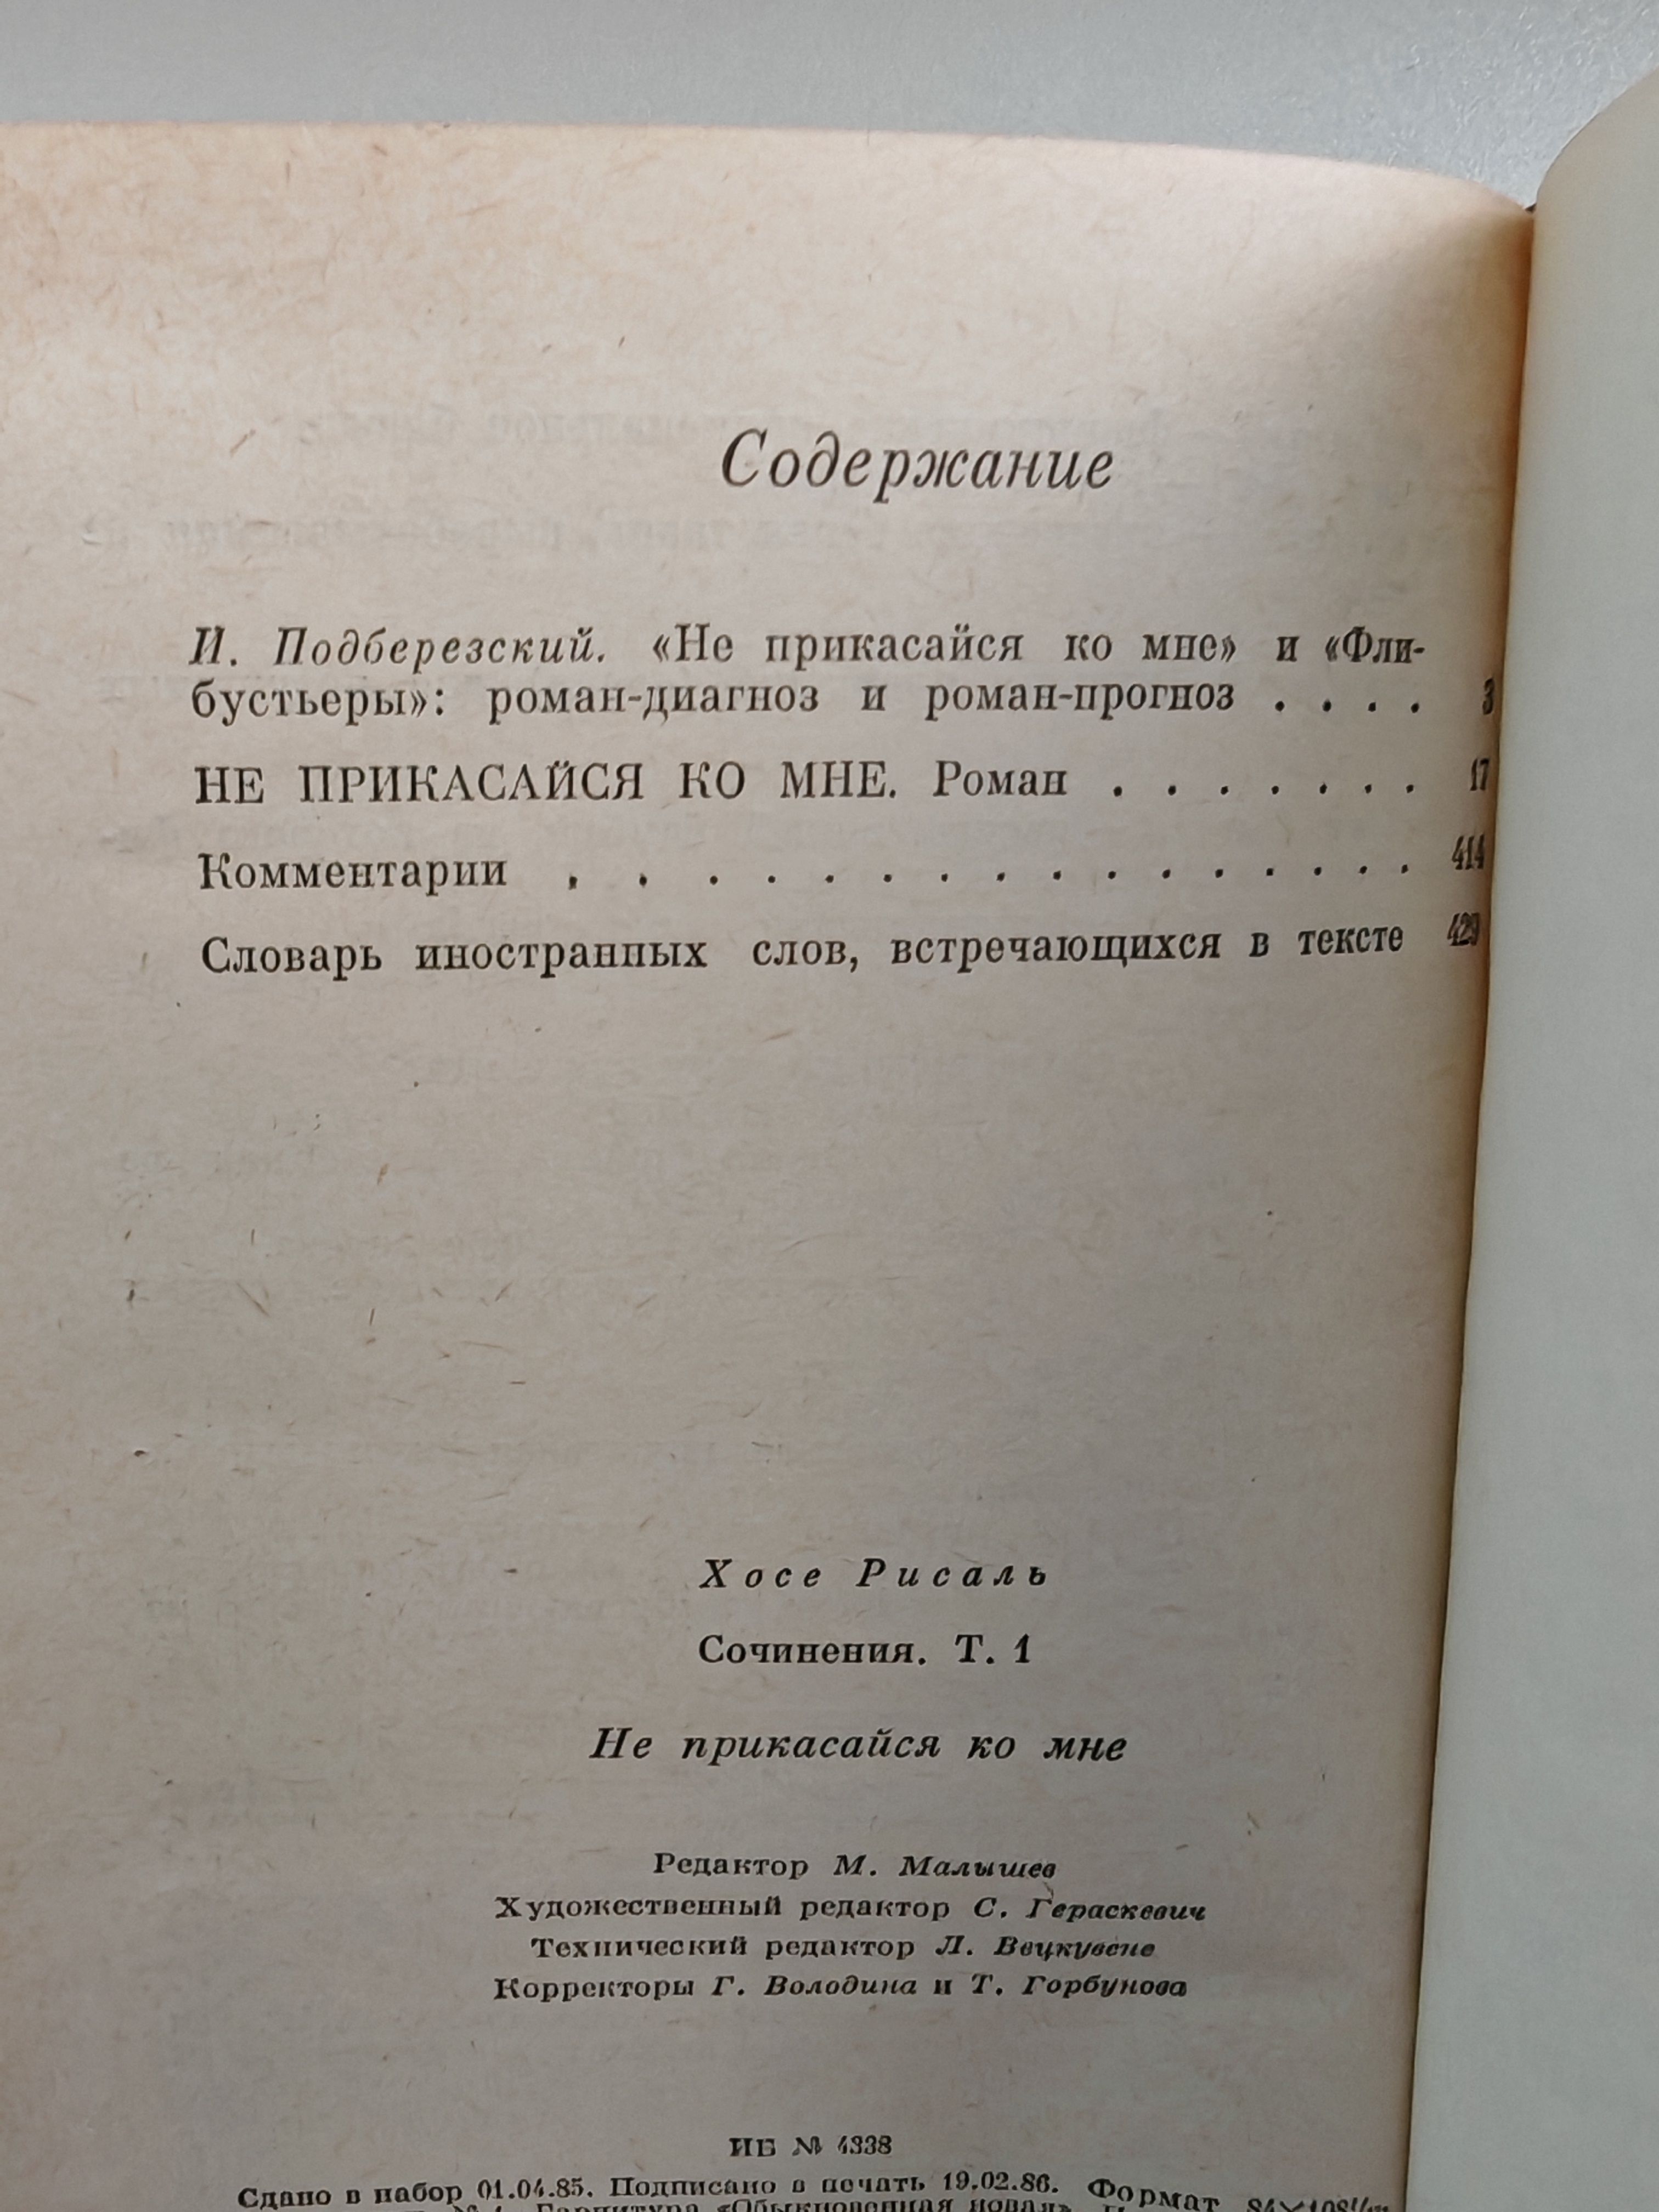 Содержание
И. Подберезский. «Не прикасайся ко мне» и «Фли-
бустьеры»: роман-диагноз и роман-прогноз . . . . 3
НЕ ПРИКАСАЙСЯ КО МНЕ. Роман . . . . . . . 17
Комментарии . . . . . . . . . . . . . . . . 414
Словарь иностранных слов, встречающихся в тексте
Хосе Рисаль
Сочинения. Т. 1
Не прикасайся ко мне
Редактор М. Малышев
Художественный редактор С. Гераскевич
Технический редактор Л. Вецкувене
Корректоры Г. Володина и Т. Горбунова
ИБ № 4338
Сдано в набор 01.04.85. Подписано в печать 19.02.86. Формат
Гарнитура «Обыкновенная новая».